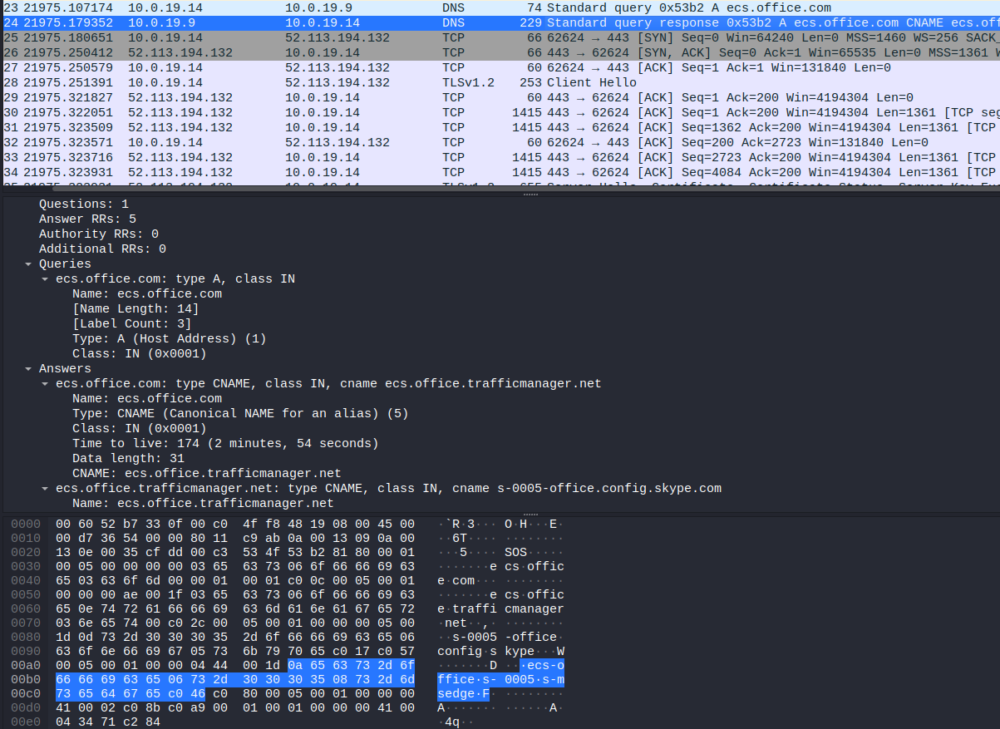 23 21975.107174 10.0.19.14 10.0.19.9 DNS 74 Standard query 0x53b2 A ecs.office.com
24 21975.179352 10.0.19.9 10.0.19.14 DNS 229 Standard query response 0x53b2 A ecs.office.com CNAME ecs.off
25 21975.180651 10.0.19.14 52.113.194.132 TCP 66 62624 → 443 [SYN] Seq=0 Win=64240 Len=0 MSS=1460 WS=256 SACK_
26 21975.250412 52.113.194.132 10.0.19.14 TCP 66 443 → 62624 [SYN, ACK] Seq=0 Ack=1 Win=65535 Len=0 MSS=1361 W
27 21975.250579 10.0.19.14 52.113.194.132 TCP 60 62624 → 443 [ACK] Seq=1 Ack=1 Win=131840 Len=0
28 21975.251391 10.0.19.14 52.113.194.132 TLSv1.2 253 Client Hello
29 21975.321827 52.113.194.132 10.0.19.14 TCP 60 443 → 62624 [ACK] Seq=1 Ack=200 Win=4194304 Len=0
30 21975.322051 52.113.194.132 10.0.19.14 TCP 1415 443 → 62624 [ACK] Seq=1 Ack=200 Win=4194304 Len=1361 [TCP seg
31 21975.323509 52.113.194.132 10.0.19.14 TCP 1415 443 → 62624 [ACK] Seq=1362 Ack=200 Win=4194304 Len=1361 [TCP
32 21975.323571 10.0.19.14 52.113.194.132 TCP 60 62624 → 443 [ACK] Seq=200 Ack=2723 Win=131840 Len=0
33 21975.323716 52.113.194.132 10.0.19.14 TCP 1415 443 → 62624 [ACK] Seq=2723 Ack=200 Win=4194304 Len=1361 [TCP
34 21975.323931 52.113.194.132 10.0.19.14 TCP 1415 443 → 62624 [ACK] Seq=4084 Ack=200 Win=4194304 Len=1361 [TCP
Questions: 1
Answer RRs: 5
Authority RRs: 0
Additional RRs: 0
Queries
ecs.office.com: type A, class IN
Name: ecs.office.com
[Name Length: 14]
[Label Count: 3]
Type: A (Host Address) (1)
Class: IN (0x0001)
Answers
ecs.office.com: type CNAME, class IN, cname ecs.office.trafficmanager.net
Name: ecs.office.com
Type: CNAME (Canonical NAME for an alias) (5)
Class: IN (0x0001)
Time to live: 174 (2 minutes, 54 seconds)
Data length: 31
CNAME: ecs.office.trafficmanager.net
ecs.office.trafficmanager.net: type CNAME, class IN, cname s-0005-office.config.skype.com
Name: ecs.office.trafficmanager.net
0000 00 60 52 b7 33 0f 00 c0 4f f8 48 19 08 00 45 00 ·`R·3··· O·H···E·
0010 00 d7 36 54 00 00 80 11 c9 ab 0a 00 13 09 0a 00 ··6T···· ········
0020 13 0e 00 35 cf dd 00 c3 53 4f 53 b2 81 80 00 01 ···5···· SOS·····
0030 00 05 00 00 00 00 03 65 63 73 06 6f 66 66 69 63 ·······e cs·offic
0040 65 03 63 6f 6d 00 00 01 00 01 c0 0c 00 05 00 01 e·com··· ········
0050 00 00 00 ae 00 1f 03 65 63 73 06 6f 66 66 69 63 ·······e cs·offic
0060 65 0e 74 72 61 66 66 69 63 6d 61 6e 61 67 65 72 e·traffi cmanager
0070 03 6e 65 74 00 c0 2c 00 05 00 01 00 00 00 05 00 ·net··,· ········
0080 1d 0d 73 2d 30 30 30 35 2d 6f 66 66 69 63 65 06 ··s-0005 -office·
0090 63 6f 6e 66 69 67 05 73 6b 79 70 65 c0 17 c0 57 config·s kype···W
00a0 00 05 00 01 00 00 04 44 00 1d 0a 65 63 73 2d 6f ·······D ···ecs-o
00b0 66 66 69 63 65 06 73 2d 30 30 30 35 08 73 2d 6d ffice·s- 0005·s-m
00c0 73 65 64 67 65 c0 46 c0 80 00 05 00 01 00 00 00 sedge·F· ········
00d0 41 00 02 c0 8b c0 a9 00 01 00 01 00 00 00 41 00 A······· ······A·
00e0 04 34 71 c2 84 ·4q··